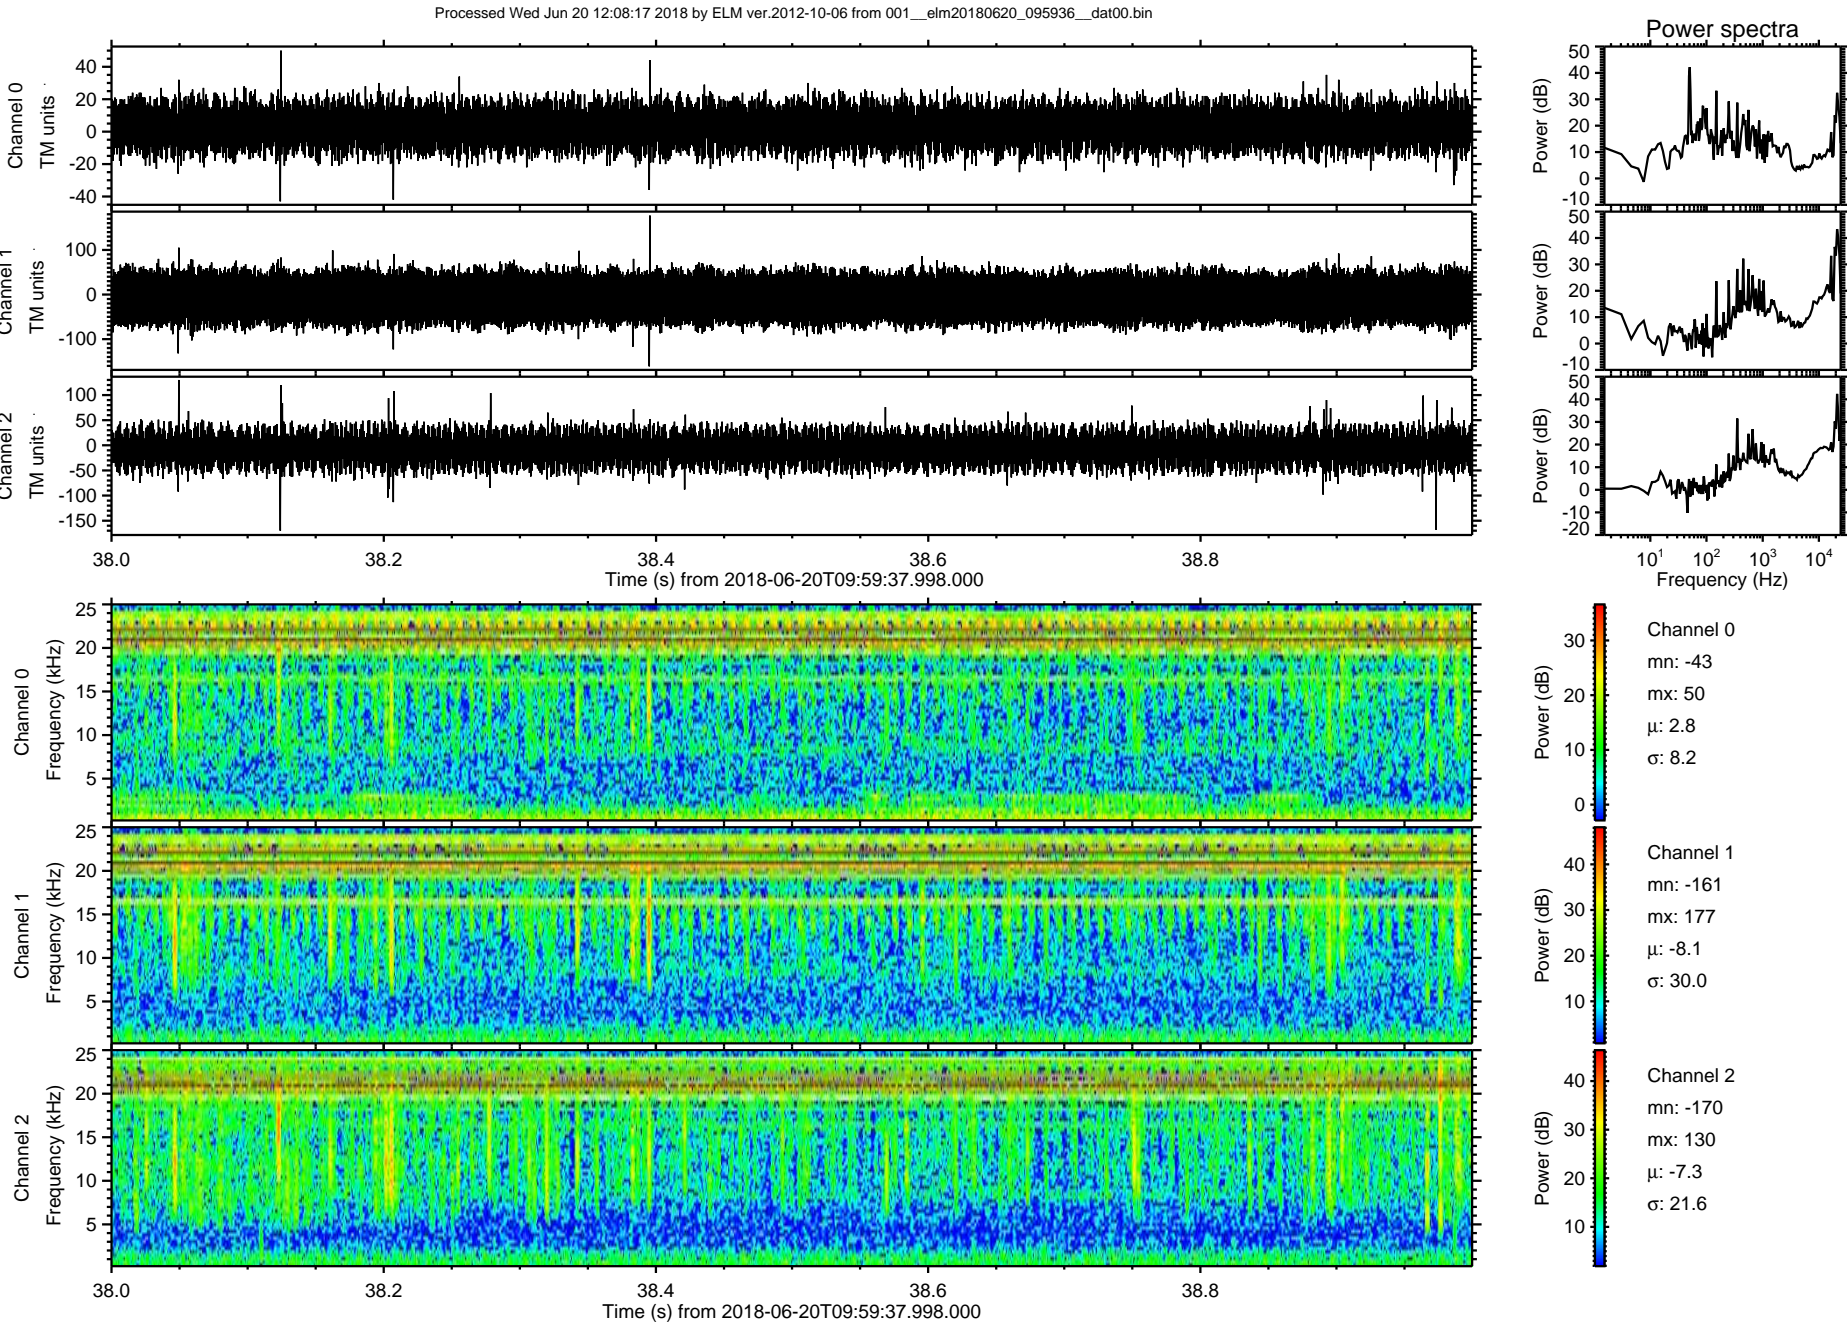 Processed Wed Jun 20 12:08:17 2018 by ELM ver.2012-10-06 from 001__elm20180620_095936__dat00.bin
Power spectra
Channel 0
TM units
40
20
0
-20
-40
Power (dB)
50
40
30
20
10
0
-10
Channel 1
TM units
100
0
-100
Power (dB)
50
40
30
20
10
0
-10
Channel 2
TM units
100
50
0
-50
-100
-150
Power (dB)
50
40
30
20
10
0
-10
-20
38.0 38.2 38.4 38.6 38.8
Time (s) from 2018-06-20T09:59:37.998.000
10¹ 10² 10³ 10⁴
Frequency (Hz)
Channel 0
Frequency (kHz)
25
20
15
10
5
Power (dB)
30
20
10
0
Channel 0
mn: -43
mx: 50
μ: 2.8
σ: 8.2
Channel 1
Frequency (kHz)
25
20
15
10
5
Power (dB)
40
30
20
10
Channel 1
mn: -161
mx: 177
μ: -8.1
σ: 30.0
Channel 2
Frequency (kHz)
25
20
15
10
5
Power (dB)
40
30
20
10
Channel 2
mn: -170
mx: 130
μ: -7.3
σ: 21.6
38.0 38.2 38.4 38.6 38.8
Time (s) from 2018-06-20T09:59:37.998.000